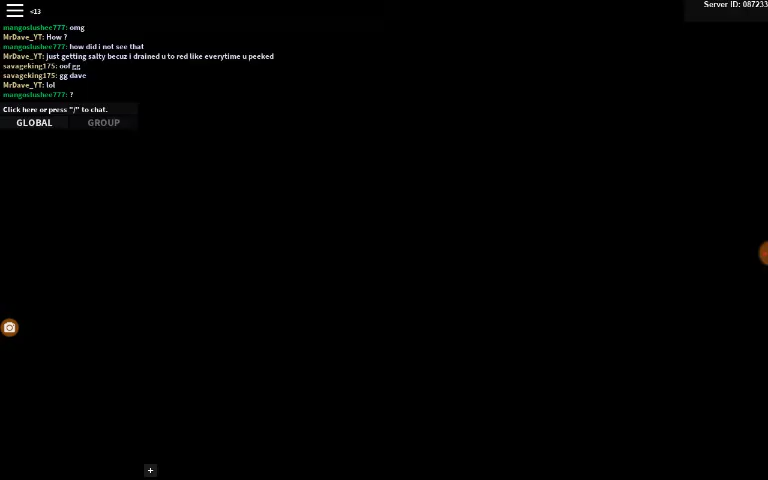 <13
Server ID: 087233
mangoslushee777: omg
MrDave_YT: How ?
mangoslushee777: how did i not see that
MrDave_YT: just getting salty becuz i drained u to red like everytime u peeked
savageking175: oof gg
savageking175: gg dave
MrDave_YT: lol
mangoslushee777: ?
Click here or press "/" to chat.
GLOBAL GROUP
+